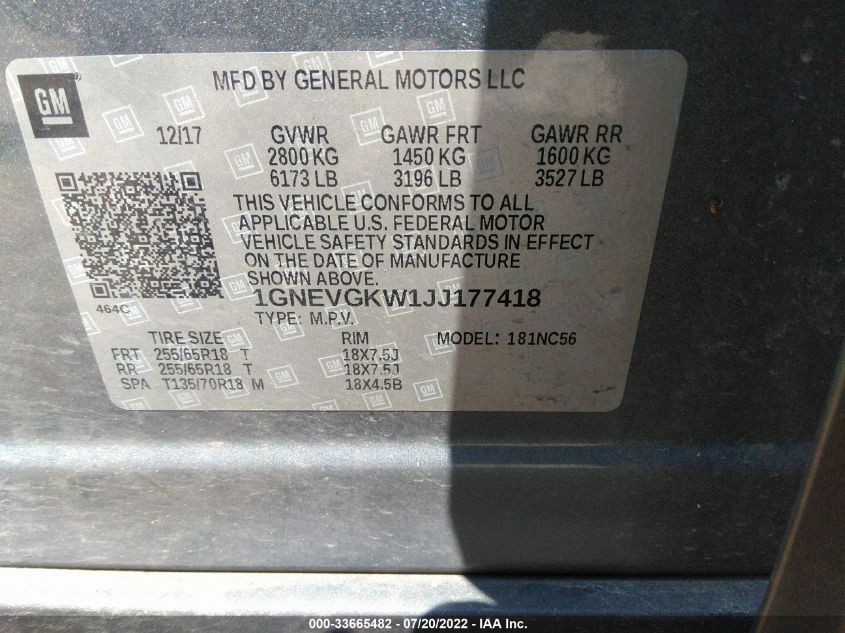 GM
MFD BY GENERAL MOTORS LLC
12/17 GVWR GAWR FRT GAWR RR
2800 KG 1450 KG 1600 KG
6173 LB 3196 LB 3527 LB
THIS VEHICLE CONFORMS TO ALL
APPLICABLE U.S. FEDERAL MOTOR
VEHICLE SAFETY STANDARDS IN EFFECT
ON THE DATE OF MANUFACTURE
SHOWN ABOVE.
464C 1GNEVGKW1JJ177418
TYPE: M.P.V.
TIRE SIZE RIM MODEL: 181NC56
FRT 255/65R18 T 18X7.5J
RR 255/65R18 T 18X7.5J
SPA T135/70R18 M 18X4.5B
000-33665482 - 07/20/2022 - IAA Inc.